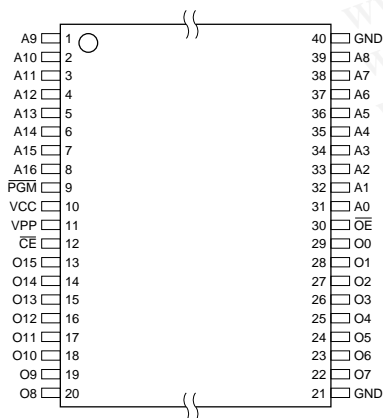 A9 1 40 GND
A10 2 39 A8
A11 3 38 A7
A12 4 37 A6
A13 5 36 A5
A14 6 35 A4
A15 7 34 A3
A16 8 33 A2
PGM 9 32 A1
VCC 10 31 A0
VPP 11 30 OE
CE 12 29 O0
O15 13 28 O1
O14 14 27 O2
O13 15 26 O3
O12 16 25 O4
O11 17 24 O5
O10 18 23 O6
O9 19 22 O7
O8 20 21 GND